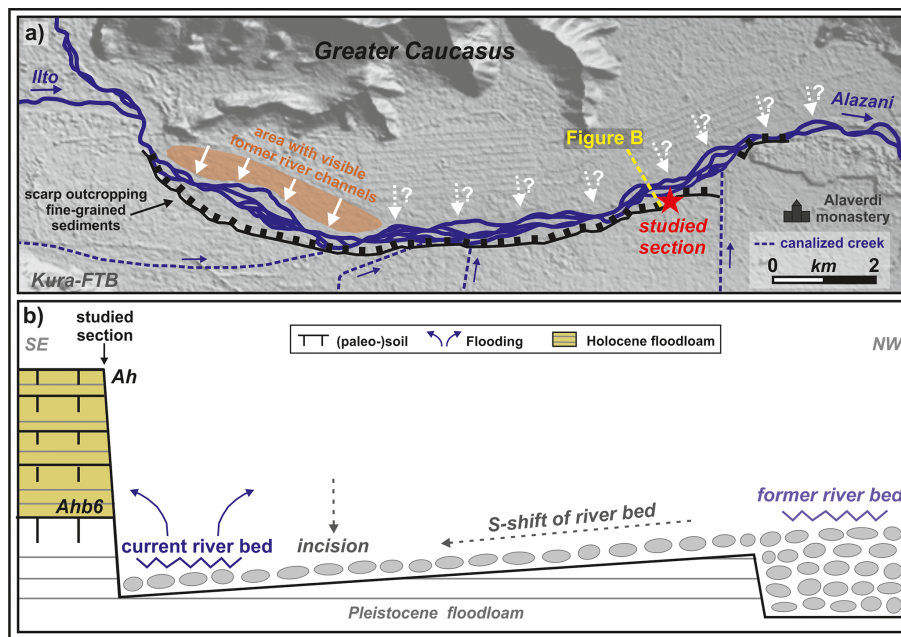 a)
Greater Caucasus
Ilto
Alazani
area with visible
former river channels
?
?
?
?
?
?
?
Figure B
scarp outcropping
fine-grained
sediments
studied
section
Alaverdi
monastery
canalized creek
0 km 2
Kura-FTB
b)
studied
section
SE
(paleo-)soil
Flooding
Holocene floodloam
NW
Ah
Ahb6
current river bed
incision
S-shift of river bed
former river bed
Pleistocene floodloam